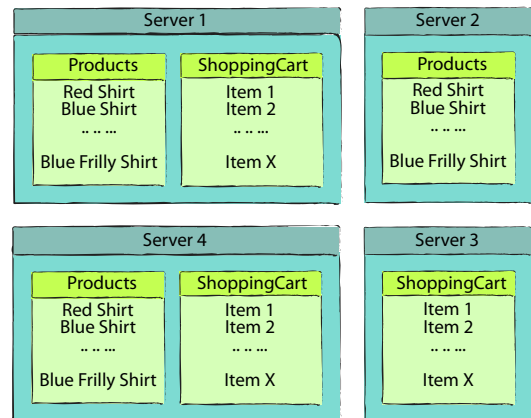 Server 1
Products
Red Shirt
Blue Shirt
.. .. ...
Blue Frilly Shirt
ShoppingCart
Item 1
Item 2
.. .. ...
Item X
Server 2
Products
Red Shirt
Blue Shirt
.. .. ...
Blue Frilly Shirt
Server 4
Products
Red Shirt
Blue Shirt
.. .. ...
Blue Frilly Shirt
ShoppingCart
Item 1
Item 2
.. .. ...
Item X
Server 3
ShoppingCart
Item 1
Item 2
.. .. ...
Item X